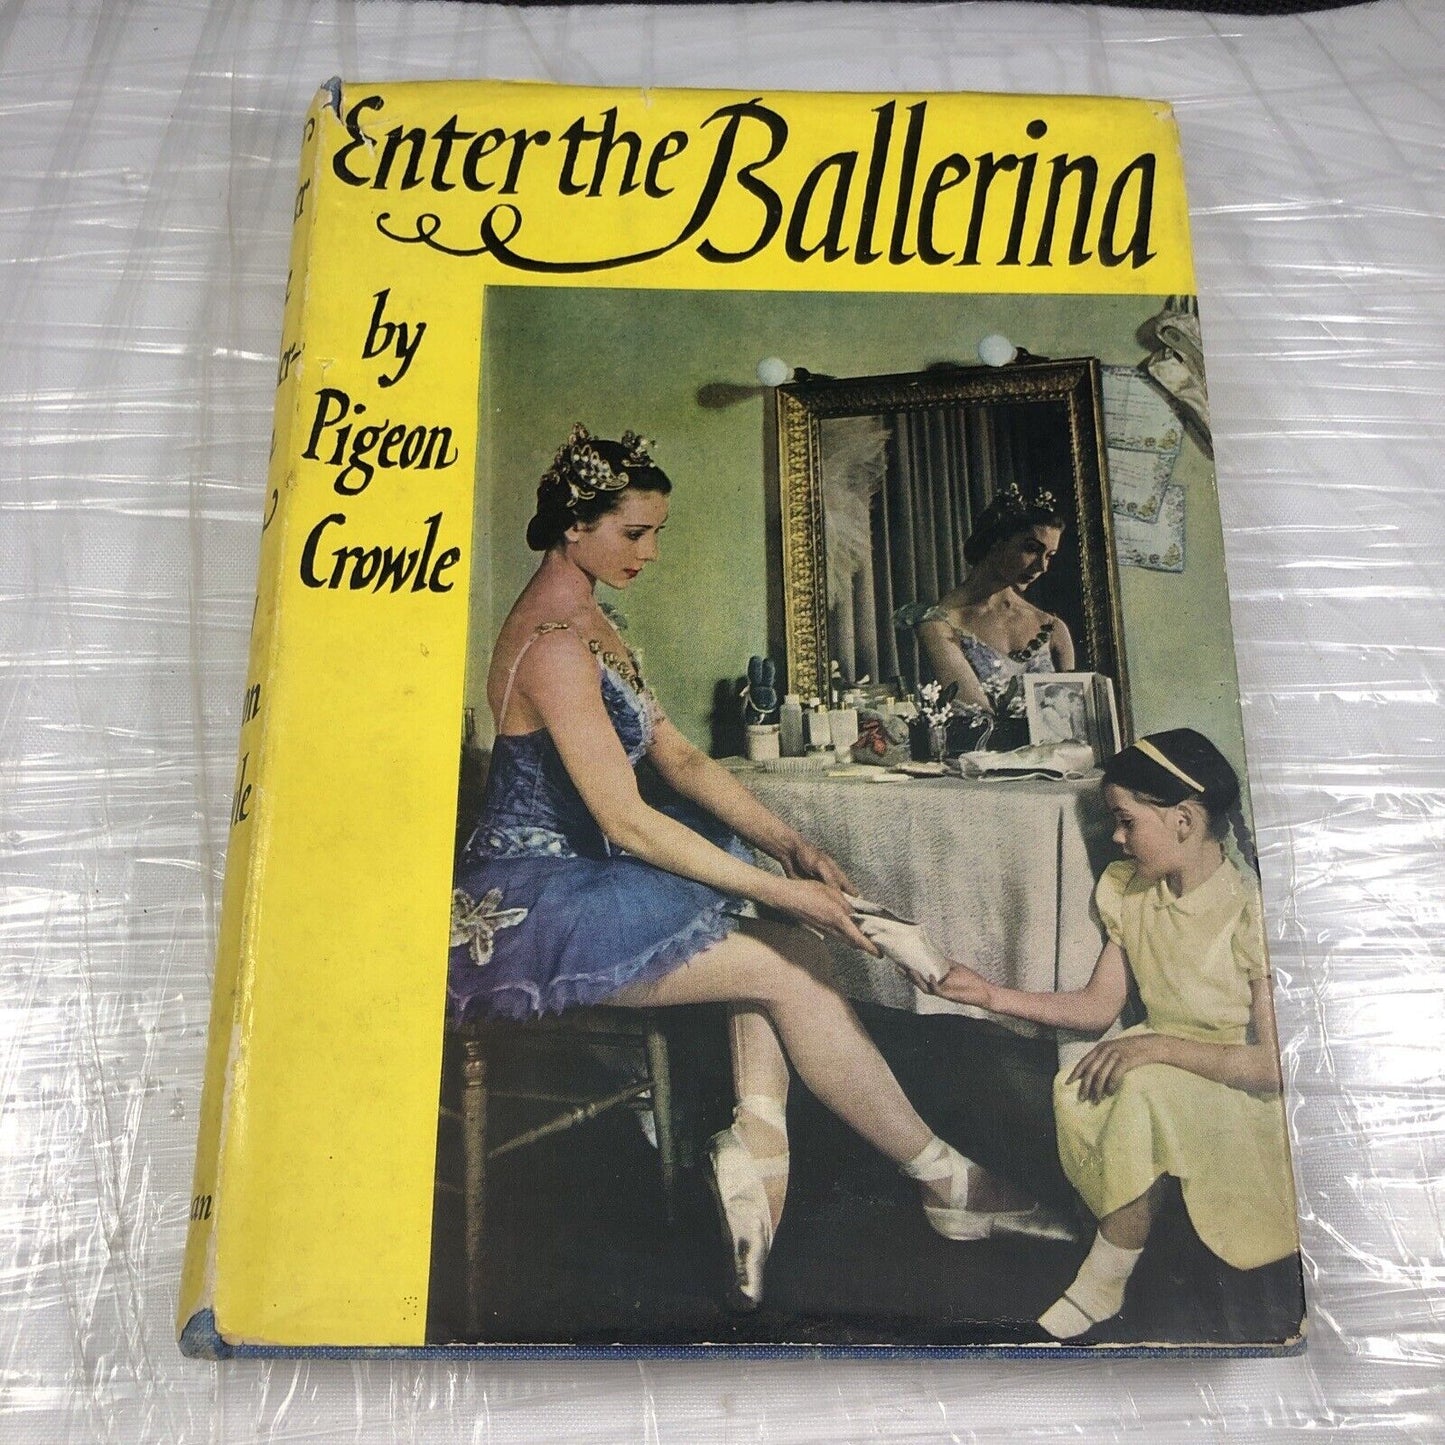 Enter the Ballerina
by
Pigeon
Crowle